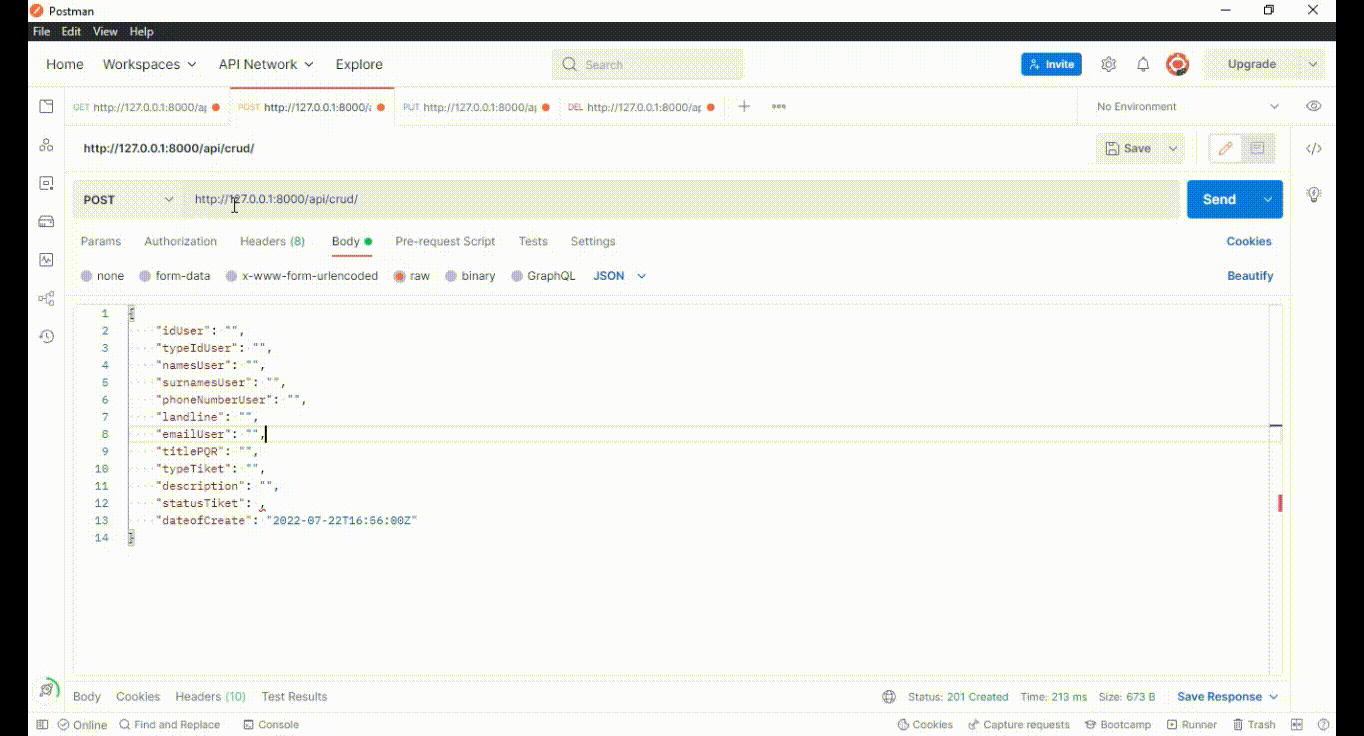 Postman
File Edit View Help
Home Workspaces API Network Explore Search Invite Upgrade
GET http://127.0.0.1:8000/ap POST http://127.0.0.1:8000/a PUT http://127.0.0.1:8000/ap DEL http://127.0.0.1:8000/ap No Environment
http://127.0.0.1:8000/api/crud/ Save
POST http://127.0.0.1:8000/api/crud/ Send
Params Authorization Headers (8) Body Pre-request Script Tests Settings Cookies
none form-data x-www-form-urlencoded raw binary GraphQL JSON Beautify
1 {
2 "idUser": "",
3 "typeIdUser": "",
4 "namesUser": "",
5 "surnamesUser": "",
6 "phoneNumberUser": "",
7 "landline": "",
8 "emailUser": "",
9 "titlePQR": "",
10 "typeTiket": "",
11 "description": "",
12 "statusTiket": ,
13 "dateofCreate": "2022-07-22T16:56:00Z"
14 }
Body Cookies Headers (10) Test Results Status: 201 Created Time: 213 ms Size: 673 B Save Response
Online Find and Replace Console Cookies Capture requests Bootcamp Runner Trash